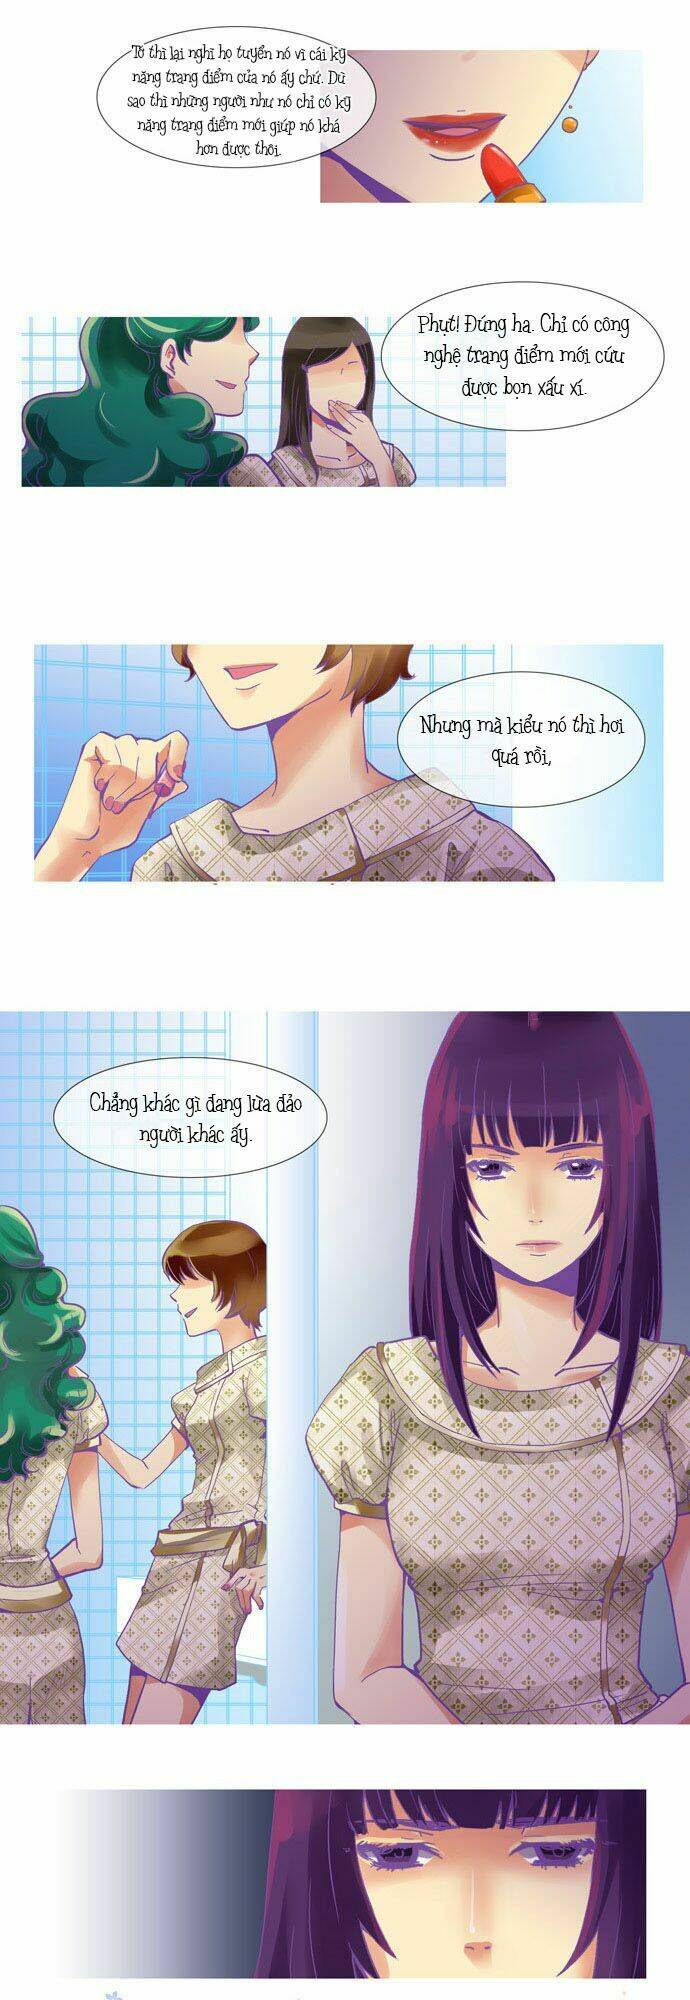 Tớ thì lại nghĩ họ tuyển nó vì cái kỹ
năng trang điểm của nó ấy chứ. Dù
sao thì những người như nó chỉ có kỹ
năng trang điểm mới giúp nó khá
hơn được thôi.
Phụt! Đúng ha. Chỉ có công
nghệ trang điểm mới cứu
được bọn xấu xí.
Nhưng mà kiểu nó thì hơi
quá rồi,
Chẳng khác gì đang lừa đảo
người khác ấy.